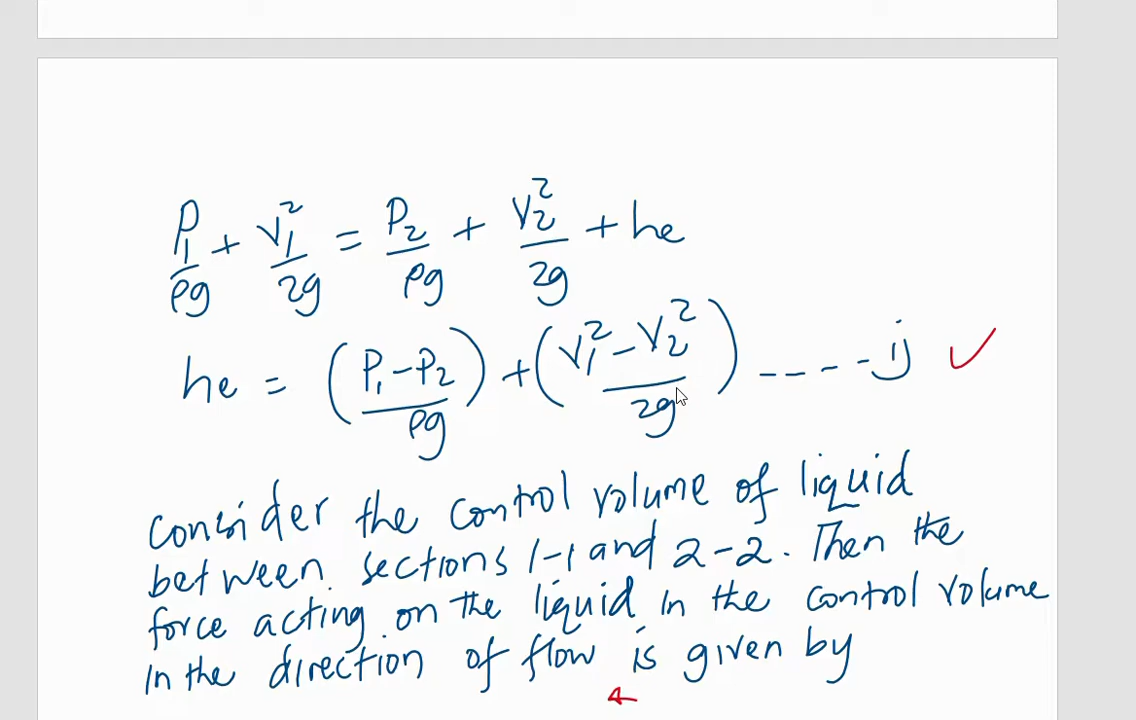 P₁/ρg + V₁²/2g = P₂/ρg + V₂²/2g + he
he = (P₁ - P₂/ρg) + (V₁² - V₂²/2g) ---- - ij ✓
consider the control volume of liquid
between sections 1-1 and 2-2. Then the
force acting on the liquid in the control volume
in the direction of flow is given by